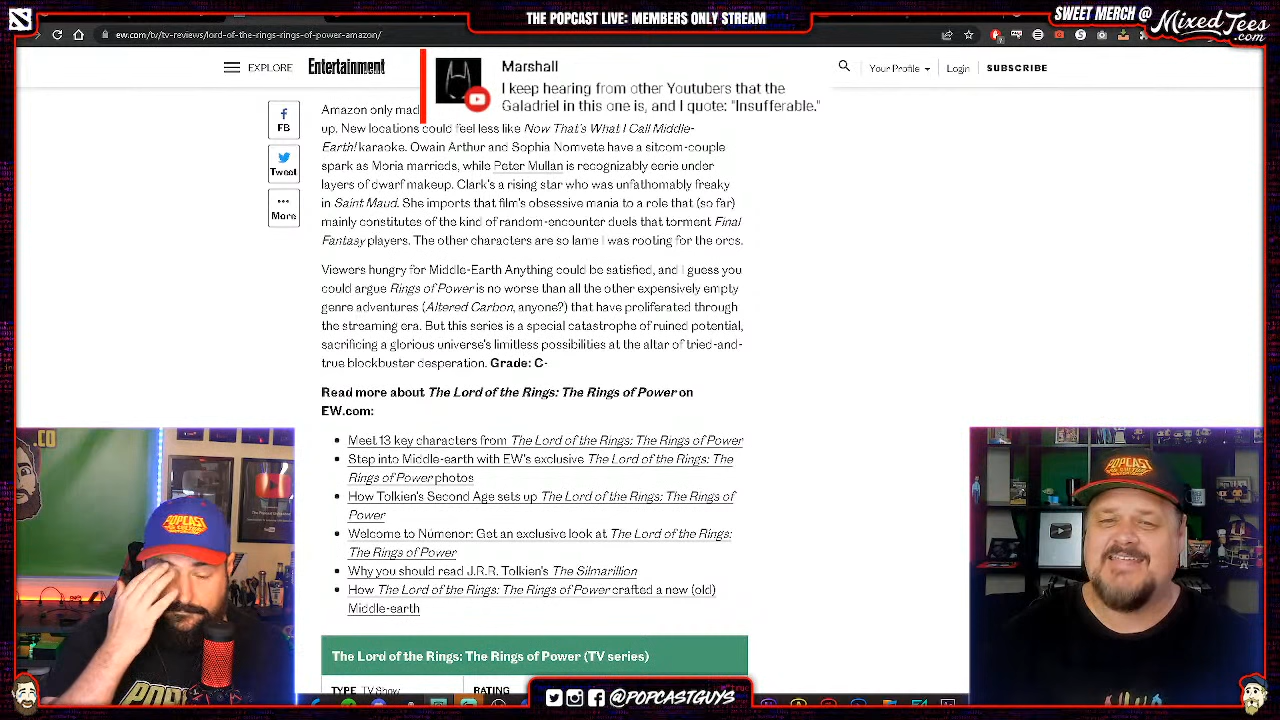 THE POPCAST LIVE: MEMBERS ONLY STREAM
SWEET MERCH @
MixedTees
.com
ew.com/tv/tv-reviews/lord-of-the-rings-rings-of-power-
EXPLORE
Entertainment
Your Profile
Login
SUBSCRIBE
Marshall
I keep hearing from other Youtubers that the
Galadriel in this one is, and I quote: "Insufferable."
FB
Tweet
More
Amazon only mad
up. New locations could feel less like Now That's What I Call Middle-
Earth! karaoke. Owain Arthur and Sophia Nomvete have a sitcom-couple
spark as Moria marrieds, while Peter Mullan is recognizably eerie under
layers of dwarf makeup. Clark's a rising star who was unfathomably freaky
in Saint Maud. She imports that film's obsessive mania to a role that (so far)
mainly constitutes of the kind of random encounter kills that torment Final
Fantasy players. The other characters are so lame I was rooting for the orcs.
Viewers hungry for Middle-Earth Anything could be satisfied, and I guess you
could argue Rings of Power is no worse than all the other expensively empty
genre adventures (Altered Carbon, anyone?) that have proliferated through
the streaming era. But this series is a special catastrophe of ruined potential,
sacrificing a glorious universe's limitless possibilities at the altar of tried-and-
true blockbuster desperation. Grade: C-
Read more about The Lord of the Rings: The Rings of Power on
EW.com:
Meet 13 key characters from The Lord of the Rings: The Rings of Power
Step into Middle-earth with EW's exclusive The Lord of the Rings: The
Rings of Power photos
How Tolkien's Second Age sets up The Lord of the Rings: The Rings of
Power
Welcome to Númenor: Get an exclusive look at The Lord of the Rings:
The Rings of Power
Why you should read J.R.R. Tolkien's The Silmarillion
How The Lord of the Rings: The Rings of Power crafted a new (old)
Middle-earth
The Lord of the Rings: The Rings of Power (TV series)
TYPE TV Show
RATING
.CO
POPCAST
POPCAST
@POPCASTGUYS